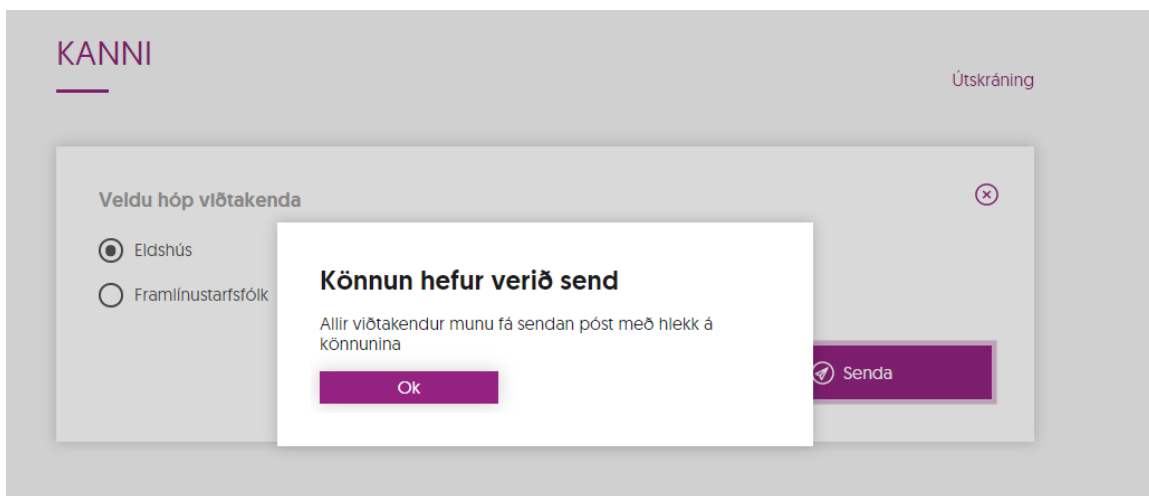 KANNI
Útskráning
Veldu hóp viðtakenda
Eldshús
Framlínustarfsfólk
Könnun hefur verið send
Allir viðtakendur munu fá sendan póst með hlekk á
könnunina
Ok
Senda